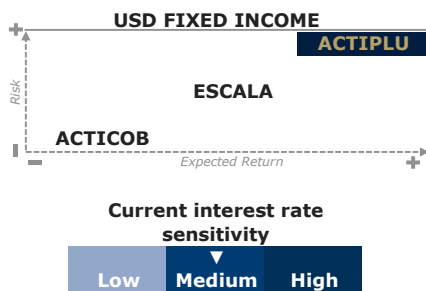 USD FIXED INCOME
ACTIPLU
Risk
ESCALA
ACTICOB
Expected Return
Current interest rate
sensitivity
▼
Low Medium High